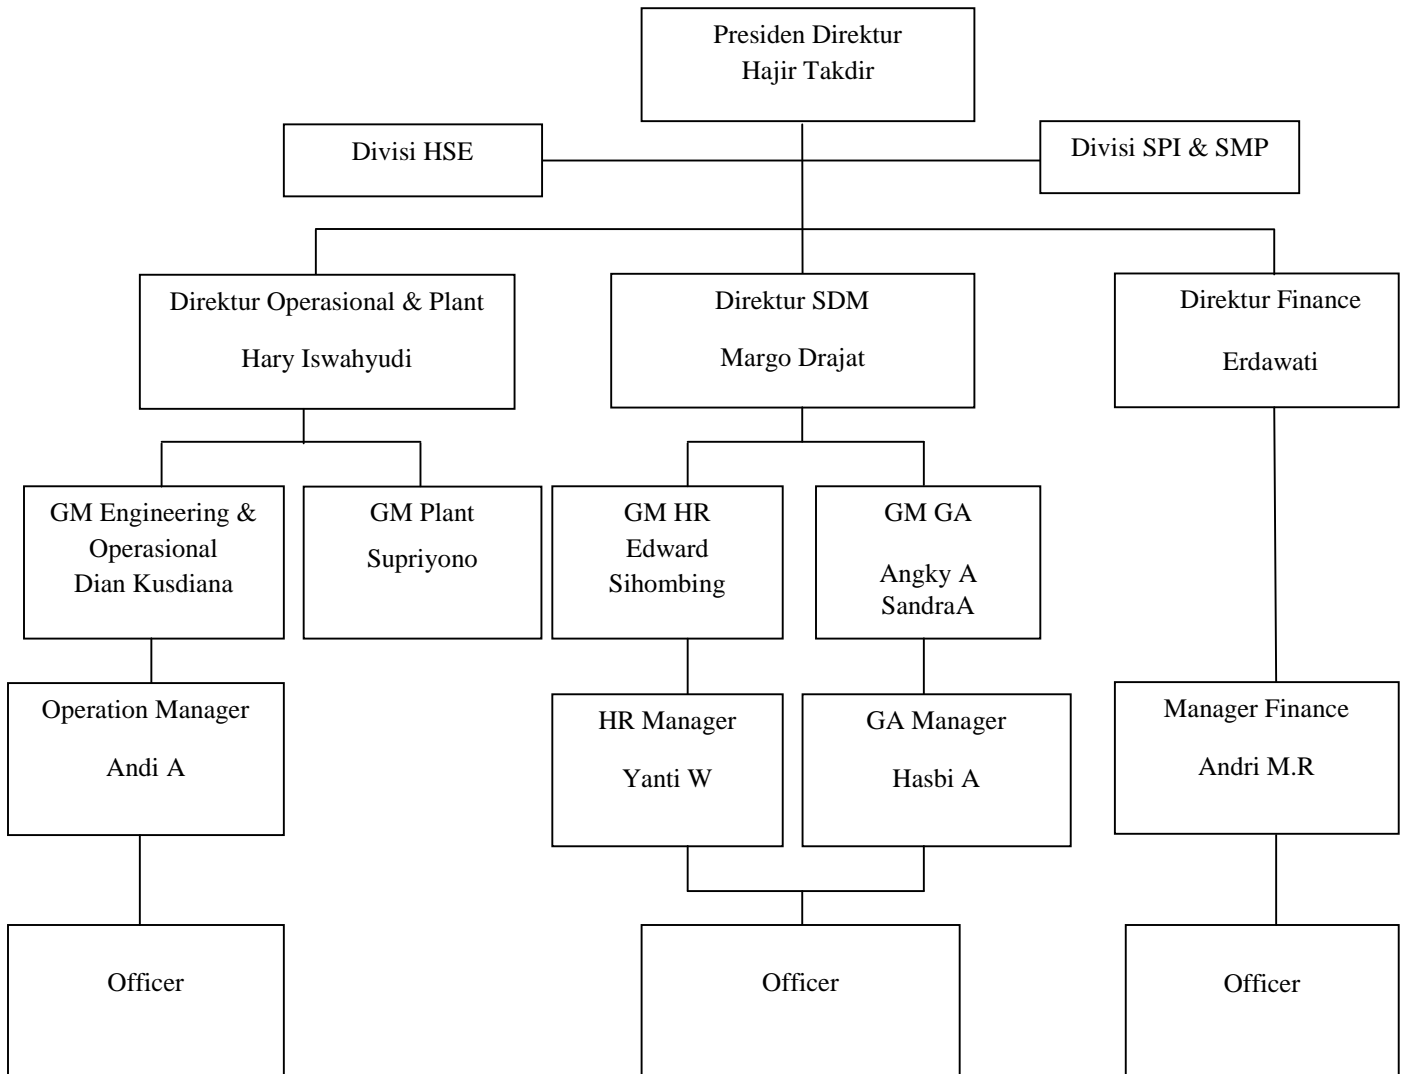 Presiden Direktur
Hajir Takdir
Divisi HSE
Divisi SPI & SMP
Direktur Operasional & Plant
Hary Iswahyudi
Direktur SDM
Margo Drajat
Direktur Finance
Erdawati
GM Engineering &
Operasional
Dian Kusdiana
GM Plant
Supriyono
GM HR
Edward
Sihombing
GM GA
Angky A
SandraA
Operation Manager
Andi A
HR Manager
Yanti W
GA Manager
Hasbi A
Manager Finance
Andri M.R
Officer
Officer
Officer